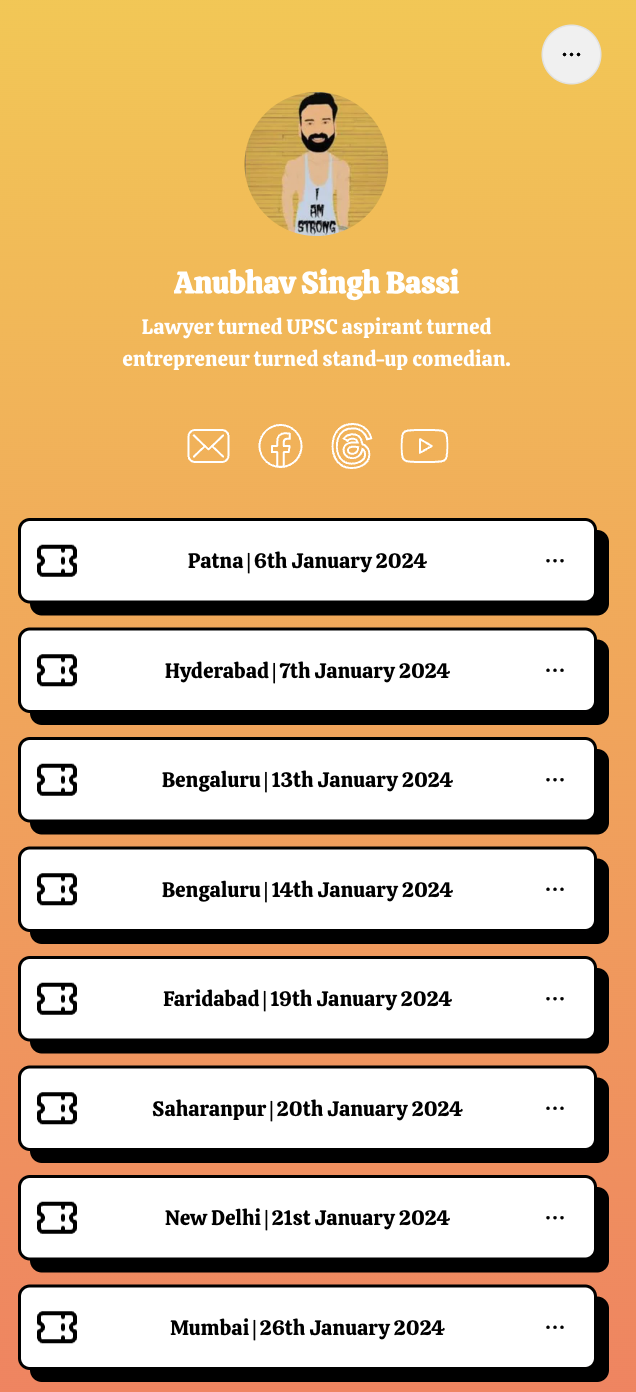 I
AM
STRONG
Anubhav Singh Bassi
Lawyer turned UPSC aspirant turned
entrepreneur turned stand-up comedian.
Patna | 6th January 2024
Hyderabad | 7th January 2024
Bengaluru | 13th January 2024
Bengaluru | 14th January 2024
Faridabad | 19th January 2024
Saharanpur | 20th January 2024
New Delhi | 21st January 2024
Mumbai | 26th January 2024